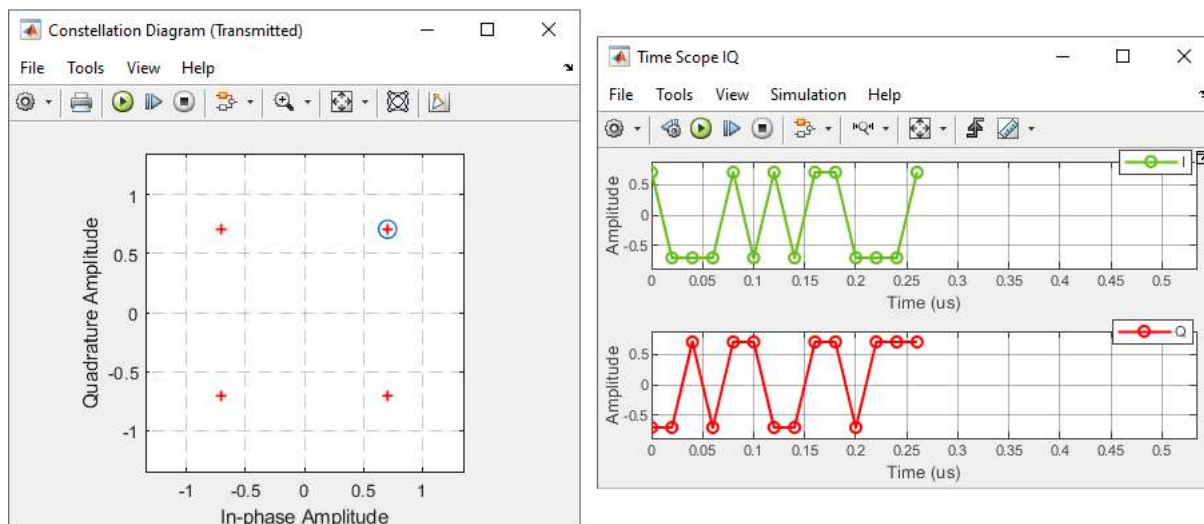 Constellation Diagram (Transmitted)
File Tools View Help
1
0.5
0
-0.5
-1
Quadrature Amplitude
-1 -0.5 0 0.5 1
In-phase Amplitude
Time Scope IQ
File Tools View Simulation Help
I
0.5
0
-0.5
Amplitude
0 0.05 0.1 0.15 0.2 0.25 0.3 0.35 0.4 0.45 0.5
Time (us)
Q
0.5
0
-0.5
Amplitude
0 0.05 0.1 0.15 0.2 0.25 0.3 0.35 0.4 0.45 0.5
Time (us)